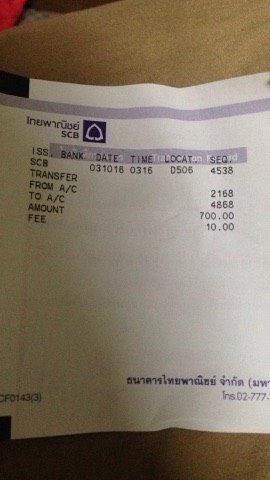 ไทยพาณิชย์
SCB
ISS. BANK DATE TIME LOCAT. SEQ.
SCB 031016 0316 D506 4538
TRANSFER
FROM A/C 2168
TO A/C 4868
AMOUNT 700.00
FEE 10.00
ธนาคารไทยพาณิชย์ จำกัด (มหา
CF0143(3) โทร.02-777-